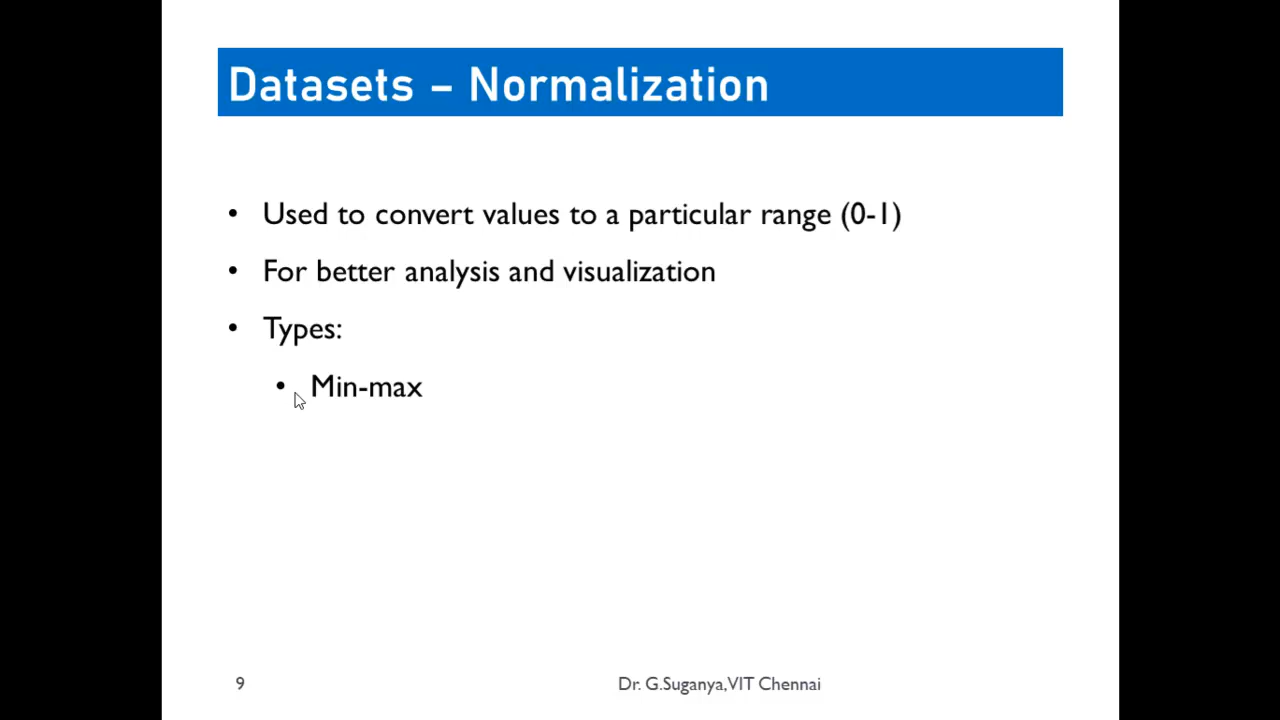 Datasets – Normalization
• Used to convert values to a particular range (0-1)
• For better analysis and visualization
• Types:
• Min-max
9
Dr. G.Suganya,VIT Chennai